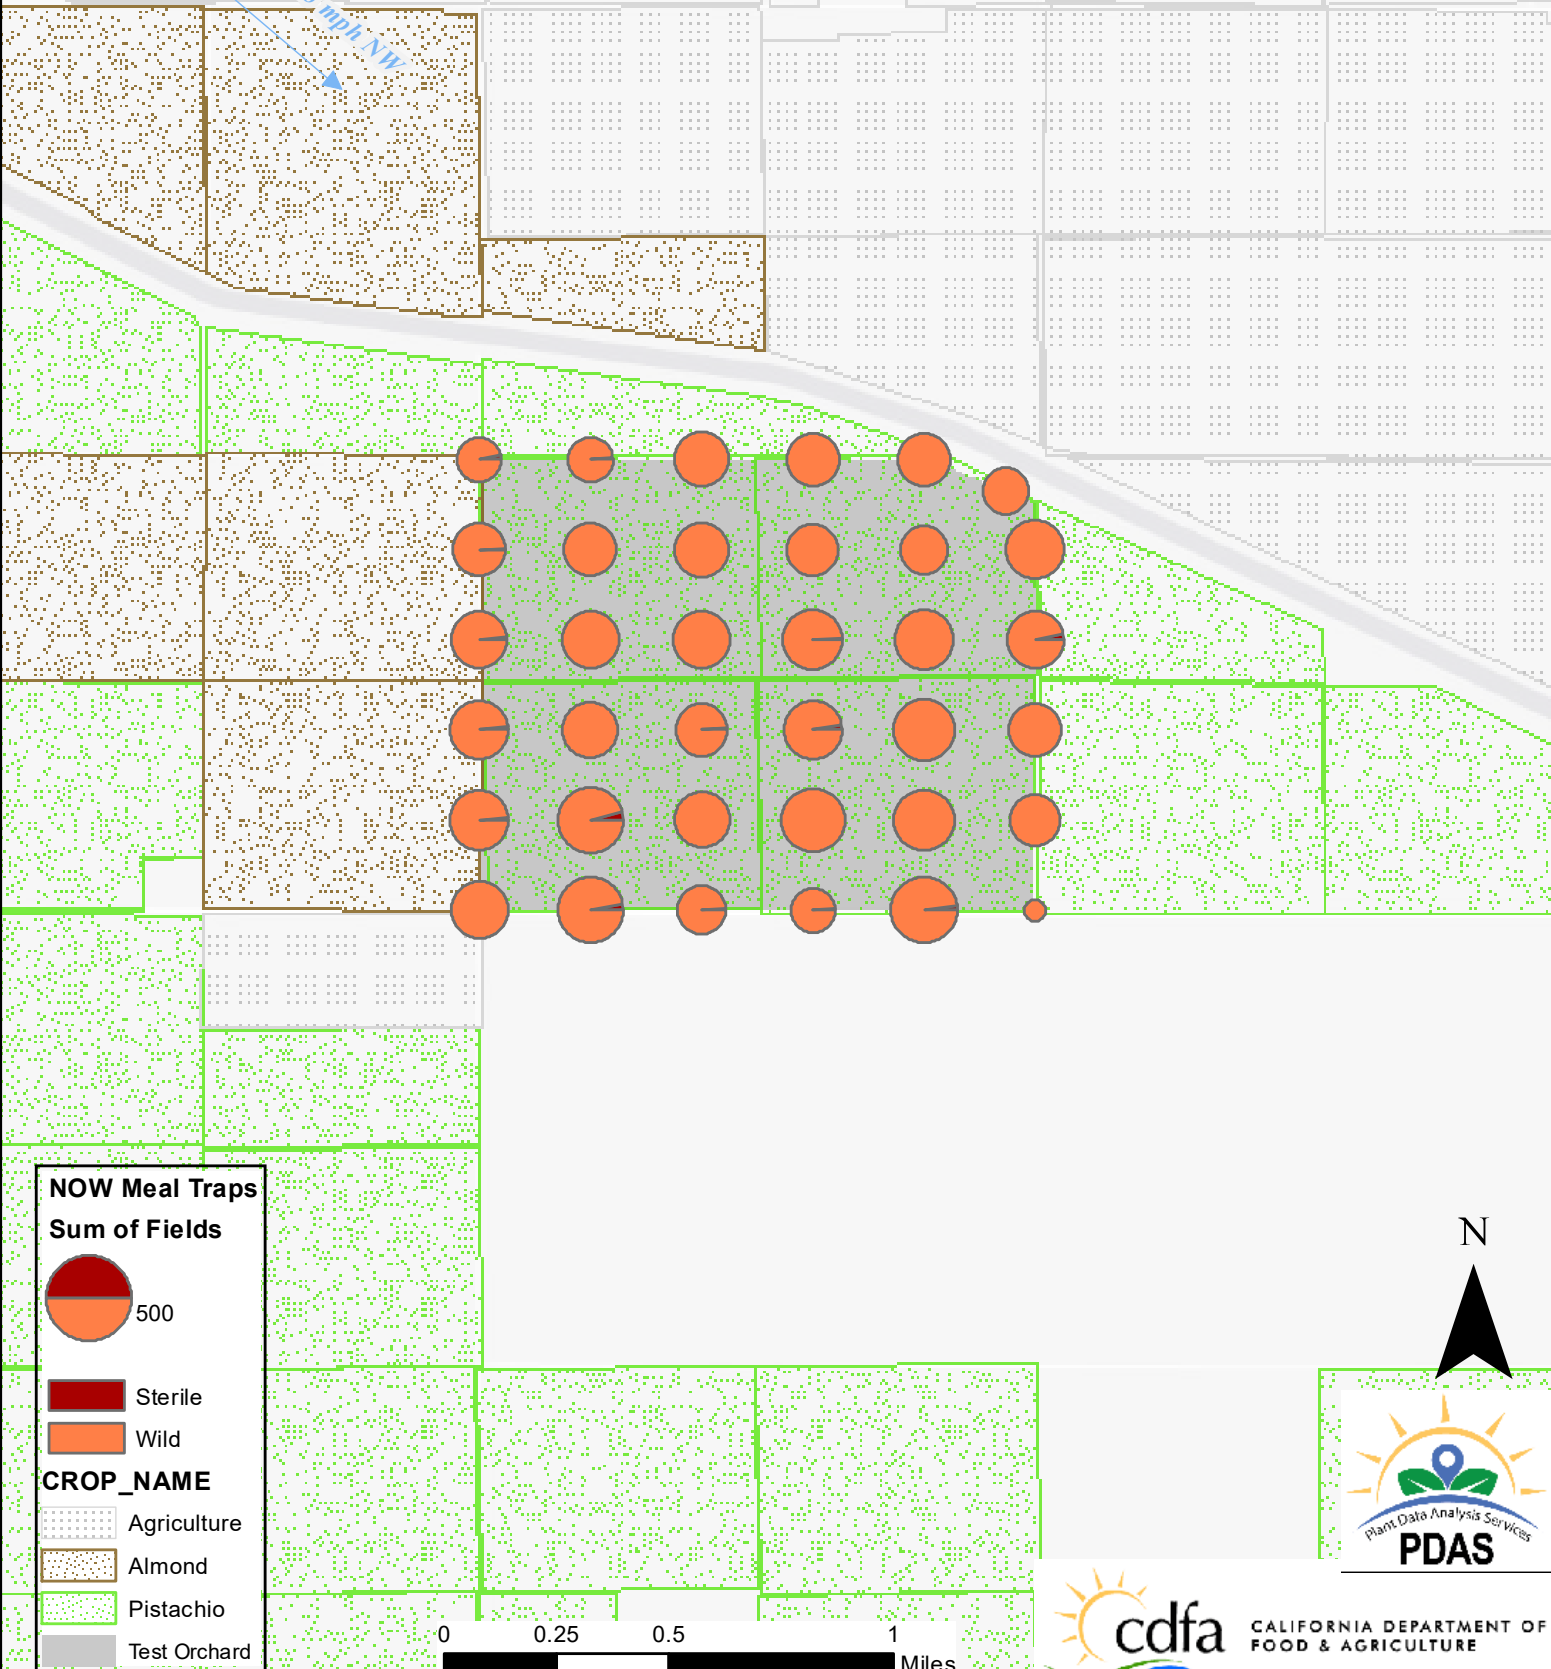 mph NW
NOW Meal Traps
Sum of Fields
500
Sterile
Wild
CROP_NAME
Agriculture
Almond
Pistachio
Test Orchard
0 0.25 0.5 1
Miles
N
Plant Data Analysis Services
PDAS
cdfa
CALIFORNIA DEPARTMENT OF
FOOD & AGRICULTURE